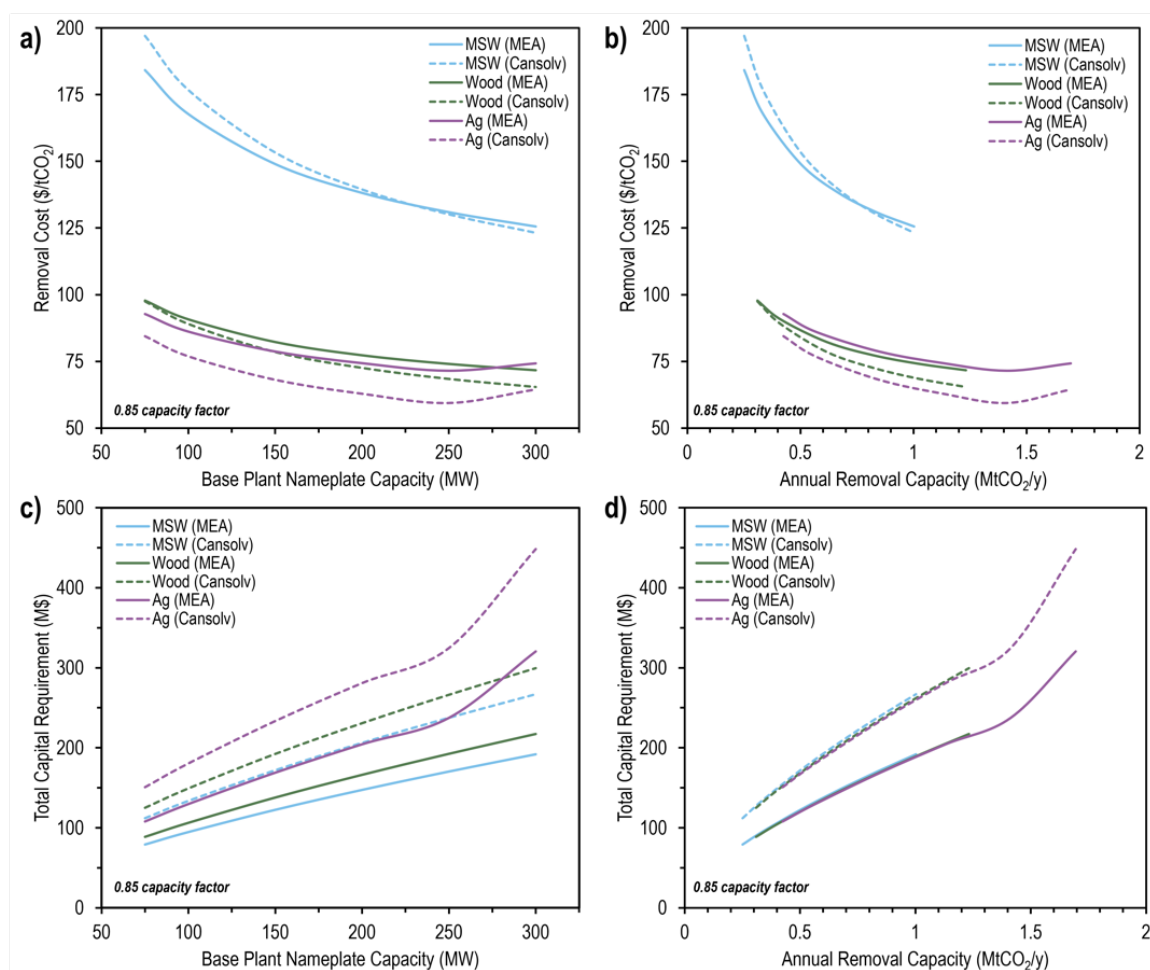 a)
200
175
150
125
100
75
50
Removal Cost ($/tCO₂)
MSW (MEA)
MSW (Cansolv)
Wood (MEA)
Wood (Cansolv)
Ag (MEA)
Ag (Cansolv)
0.85 capacity factor
50 100 150 200 250 300
Base Plant Nameplate Capacity (MW)
b)
200
175
150
125
100
75
50
Removal Cost ($/tCO₂)
MSW (MEA)
MSW (Cansolv)
Wood (MEA)
Wood (Cansolv)
Ag (MEA)
Ag (Cansolv)
0.85 capacity factor
0 0.5 1 1.5 2
Annual Removal Capacity (MtCO₂/y)
c)
500
400
300
200
100
0
Total Capital Requirement (M$)
MSW (MEA)
MSW (Cansolv)
Wood (MEA)
Wood (Cansolv)
Ag (MEA)
Ag (Cansolv)
0.85 capacity factor
50 100 150 200 250 300
Base Plant Nameplate Capacity (MW)
d)
500
400
300
200
100
0
Total Capital Requirement (M$)
MSW (MEA)
MSW (Cansolv)
Wood (MEA)
Wood (Cansolv)
Ag (MEA)
Ag (Cansolv)
0.85 capacity factor
0 0.5 1 1.5 2
Annual Removal Capacity (MtCO₂/y)